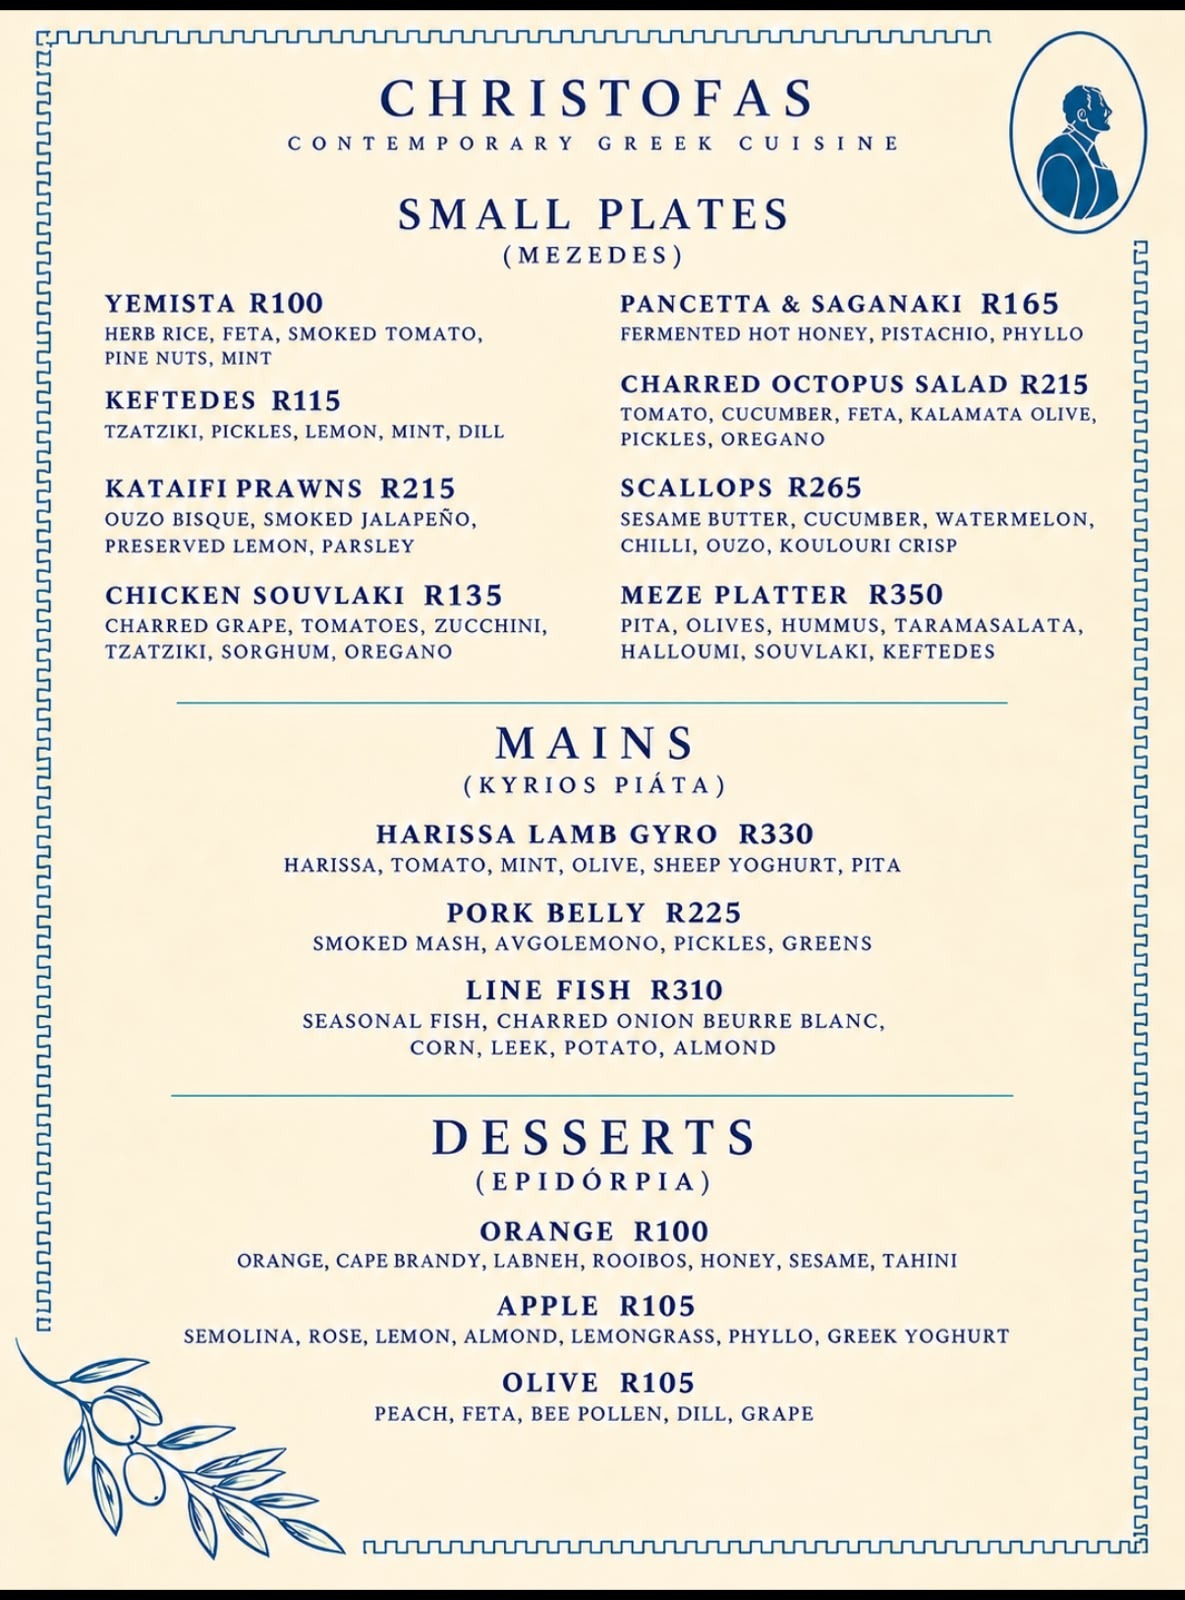 CHRISTOFAS
CONTEMPORARY GREEK CUISINE
SMALL PLATES
(MEZEDES)
YEMISTA R100
HERB RICE, FETA, SMOKED TOMATO,
PINE NUTS, MINT
KEFTEDES R115
TZATZIKI, PICKLES, LEMON, MINT, DILL
KATAIFI PRAWNS R215
OUZO BISQUE, SMOKED JALAPEÑO,
PRESERVED LEMON, PARSLEY
CHICKEN SOUVLAKI R135
CHARRED GRAPE, TOMATOES, ZUCCHINI,
TZATZIKI, SORGHUM, OREGANO
PANCETTA & SAGANAKI R165
FERMENTED HOT HONEY, PISTACHIO, PHYLLO
CHARRED OCTOPUS SALAD R215
TOMATO, CUCUMBER, FETA, KALAMATA OLIVE,
PICKLES, OREGANO
SCALLOPS R265
SESAME BUTTER, CUCUMBER, WATERMELON,
CHILLI, OUZO, KOULOURI CRISP
MEZE PLATTER R350
PITA, OLIVES, HUMMUS, TARAMASALATA,
HALLOUMI, SOUVLAKI, KEFTEDES
MAINS
(KYRIOS PIÁTA)
HARISSA LAMB GYRO R330
HARISSA, TOMATO, MINT, OLIVE, SHEEP YOGHURT, PITA
PORK BELLY R225
SMOKED MASH, AVGOLEMONO, PICKLES, GREENS
LINE FISH R310
SEASONAL FISH, CHARRED ONION BEURRE BLANC,
CORN, LEEK, POTATO, ALMOND
DESSERTS
(EPIDÓRPIA)
ORANGE R100
ORANGE, CAPE BRANDY, LABNEH, ROOIBOS, HONEY, SESAME, TAHINI
APPLE R105
SEMOLINA, ROSE, LEMON, ALMOND, LEMONGRASS, PHYLLO, GREEK YOGHURT
OLIVE R105
PEACH, FETA, BEE POLLEN, DILL, GRAPE